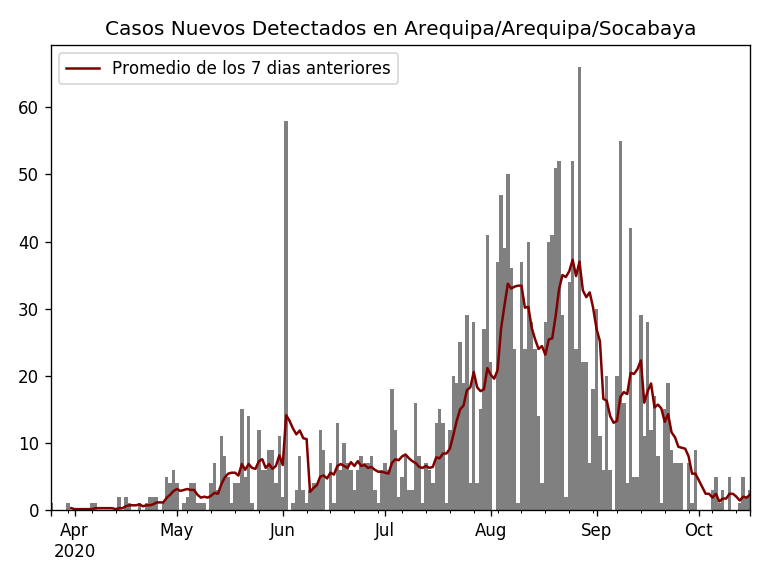 Casos Nuevos Detectados en Arequipa/Arequipa/Socabaya
Promedio de los 7 dias anteriores
60
50
40
30
20
10
0
Apr May Jun Jul Aug Sep Oct
2020